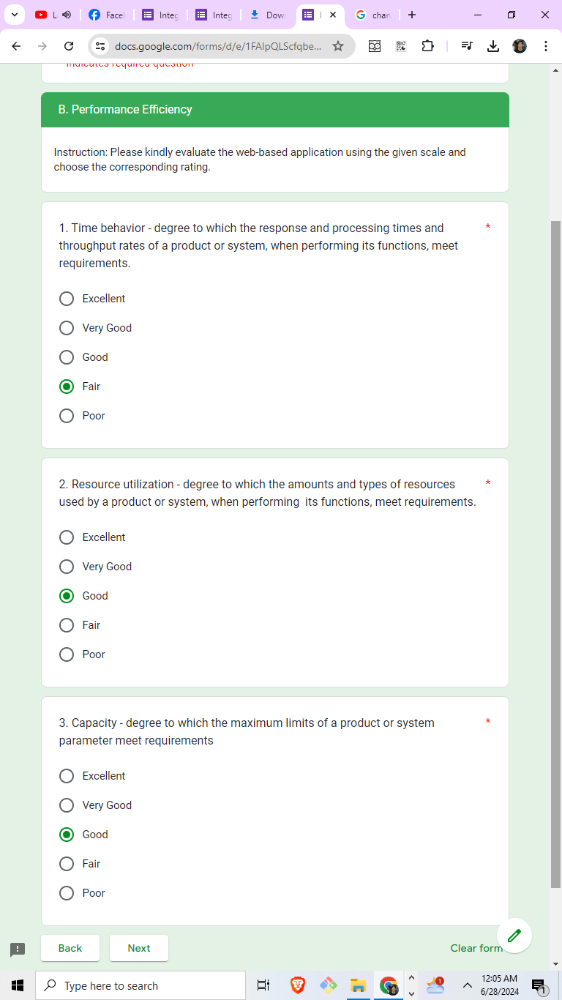 L
Facel
Integ
Integ
Down
chan
docs.google.com/forms/d/e/1FAIpQLScfqbe...
indicates required question
B. Performance Efficiency
Instruction: Please kindly evaluate the web-based application using the given scale and
choose the corresponding rating.
1. Time behavior - degree to which the response and processing times and *
throughput rates of a product or system, when performing its functions, meet
requirements.
Excellent
Very Good
Good
Fair
Poor
2. Resource utilization - degree to which the amounts and types of resources *
used by a product or system, when performing  its functions, meet requirements.
Excellent
Very Good
Good
Fair
Poor
3. Capacity - degree to which the maximum limits of a product or system *
parameter meet requirements
Excellent
Very Good
Good
Fair
Poor
Back
Next
Clear form
Type here to search
1
12:05 AM
6/28/2024
1